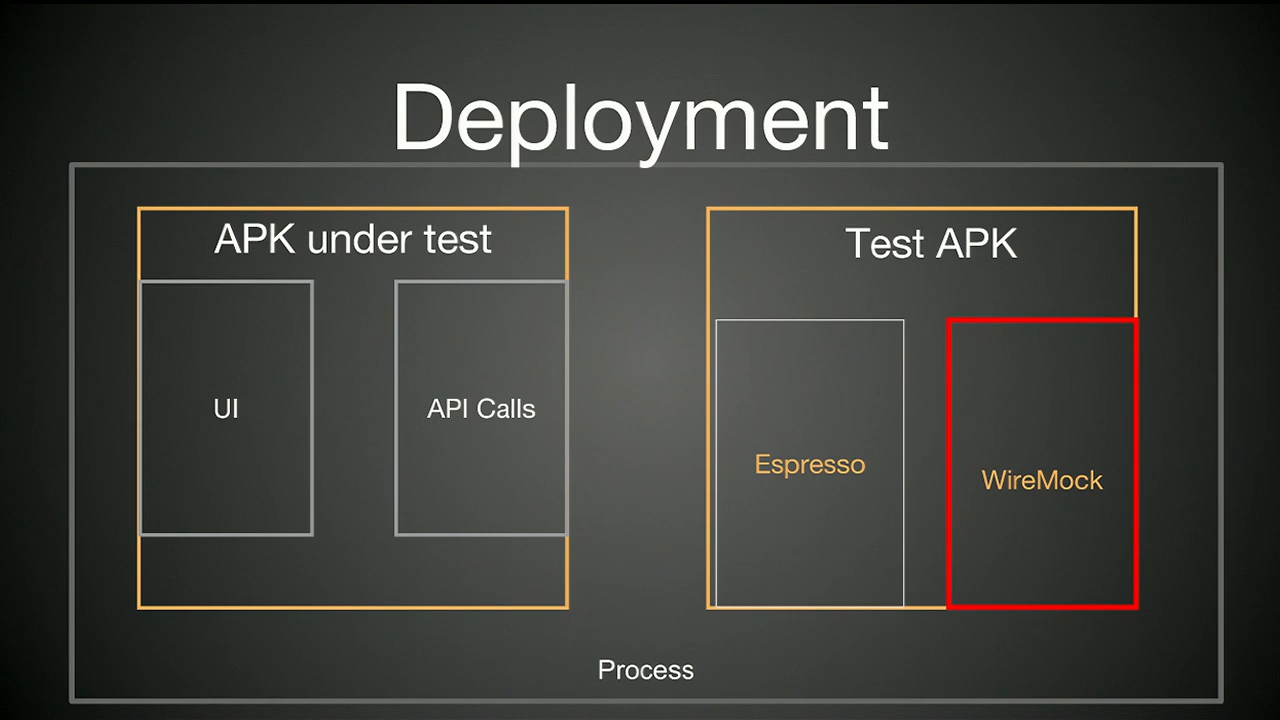 Deployment
APK under test
Test APK
UI
API Calls
Espresso
WireMock
Process